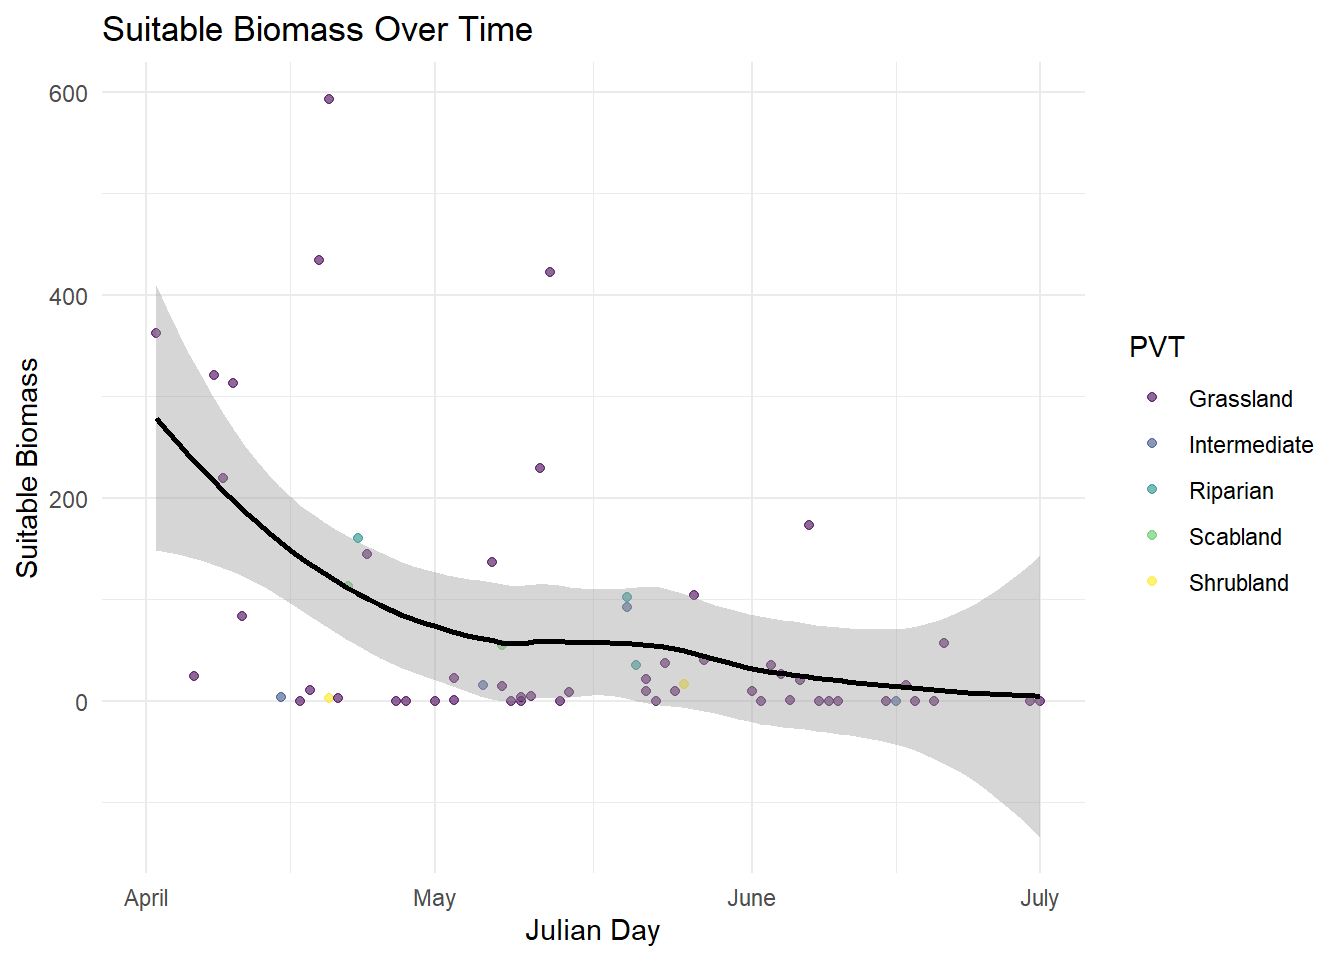 Suitable Biomass Over Time
600
400
200
0
Suitable Biomass
April
May
June
July
Julian Day
PVT
Grassland
Intermediate
Riparian
Scabland
Shrubland